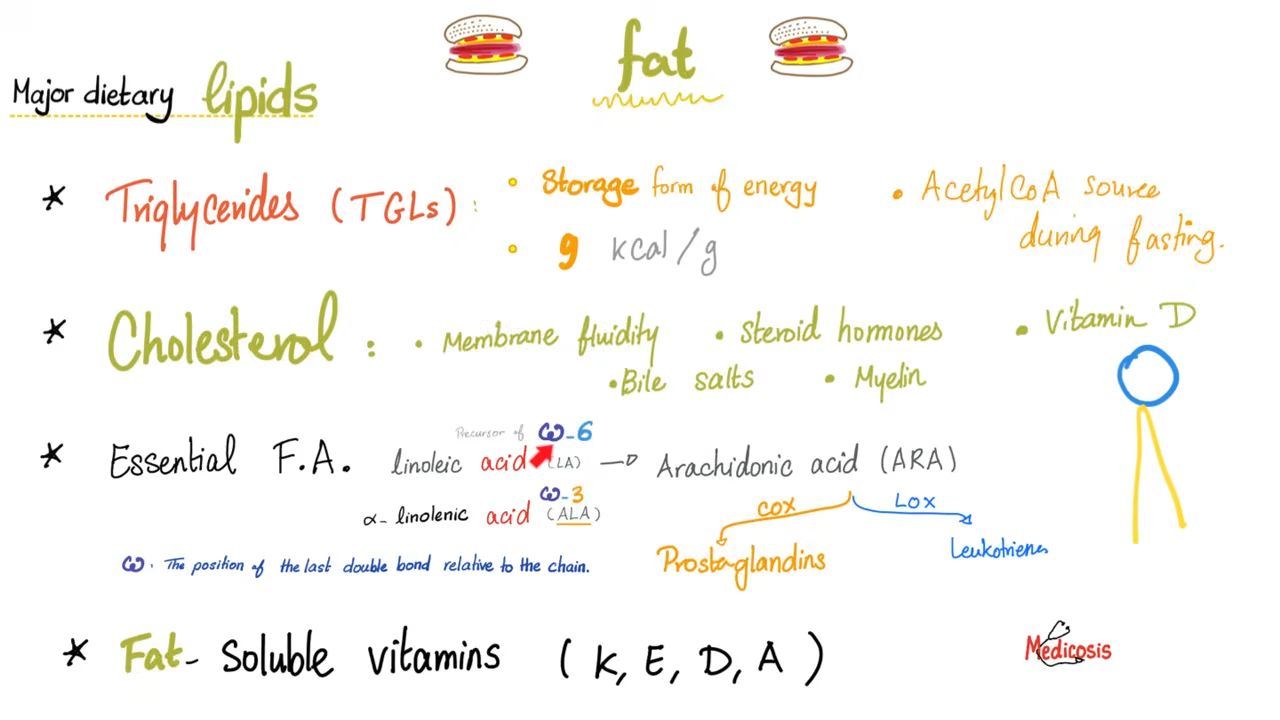 fat
Major dietary lipids
* Triglycerides (TGLs) :
• Storage form of energy
• 9 kcal/g
• Acetyl CoA source
during fasting.
* Cholesterol : • Membrane fluidity • Steroid hormones • Vitamin D
• Bile salts • Myelin
Precursor of ω-6
* Essential F.A. linoleic acid (LA) → Arachidonic acid (ARA)
ω-3
α- linolenic acid (ALA)
COX LOX
Prostaglandins Leukotrienes
ω. The position of the last double bond relative to the chain.
* Fat-Soluble vitamins (K, E, D, A)
Medicosis